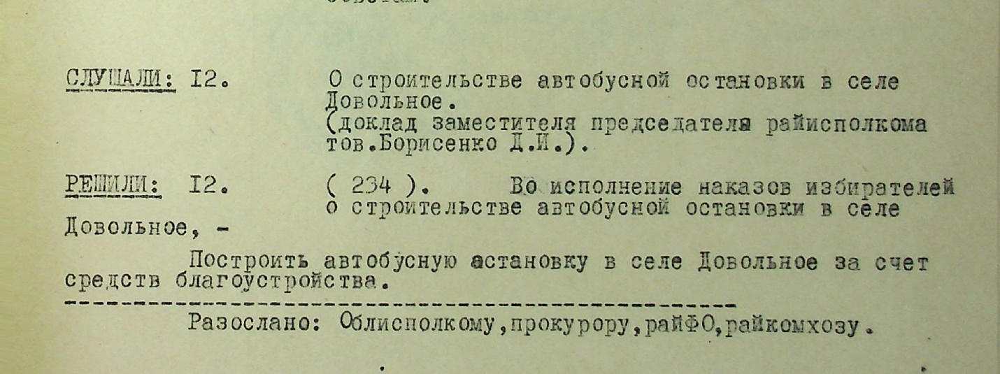 СЛУШАЛИ: I2. О строительстве автобусной остановки в селе
Довольное.
(доклад заместителя председателя райисполкома
тов.Борисенко Д.И.).
РЕШИЛИ: I2. ( 234 ). Во исполнение наказов избирателей
о строительстве автобусной остановки в селе
Довольное, -
Построить автобусную астановку в селе Довольное за счет
средств благоустройства.
Разослано: Облисполкому,прокурору,райФО,райкомхозу.